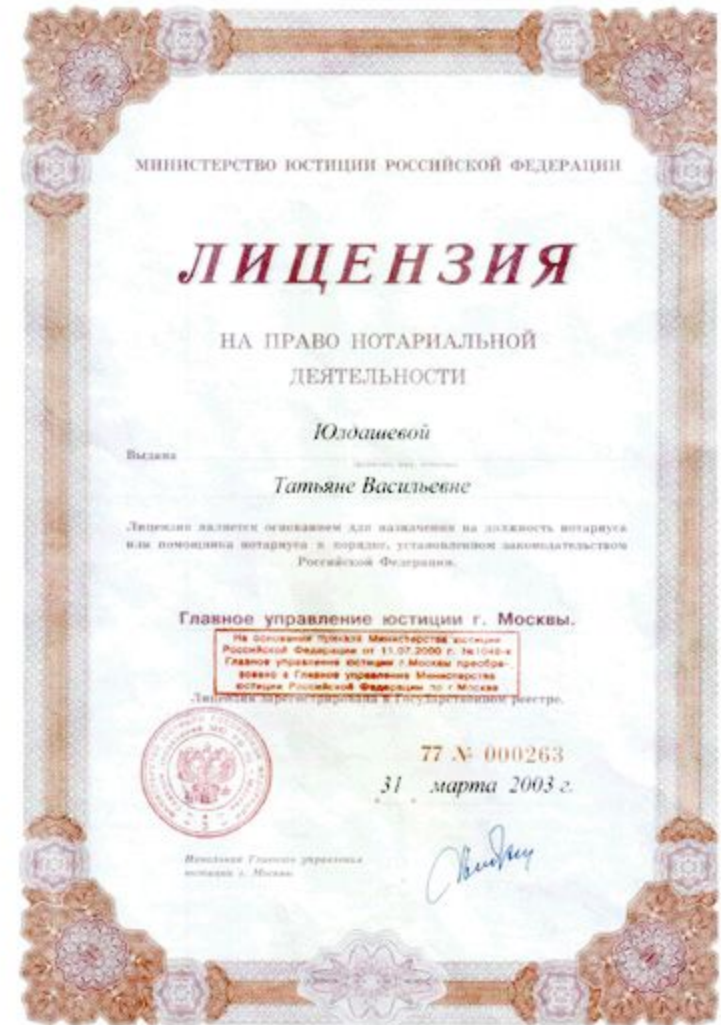 МИНИСТЕРСТВО ЮСТИЦИИ РОССИЙСКОЙ ФЕДЕРАЦИИ
ЛИЦЕНЗИЯ
НА ПРАВО НОТАРИАЛЬНОЙ
ДЕЯТЕЛЬНОСТИ
Юлдашевой
Выдана
Татьяне Васильевне
Лицензия является основанием для назначения на должность нотариуса
или помощника нотариуса в порядке, установленном законодательством
Российской Федерации.
Главное управление юстиции г. Москвы.
На основании приказа Министерства юстиции
Российской Федерации от 11.07.2000 г.
Главное управление юстиции г.Москвы преобра-
зовано в Главное управление Министерства
юстиции Российской Федерации по г Москве
Лицензия зарегистрирована в Государственном реестре.
77 № 000263
31 марта 2003 г.
Начальник Главного управления
юстиции г. Москвы